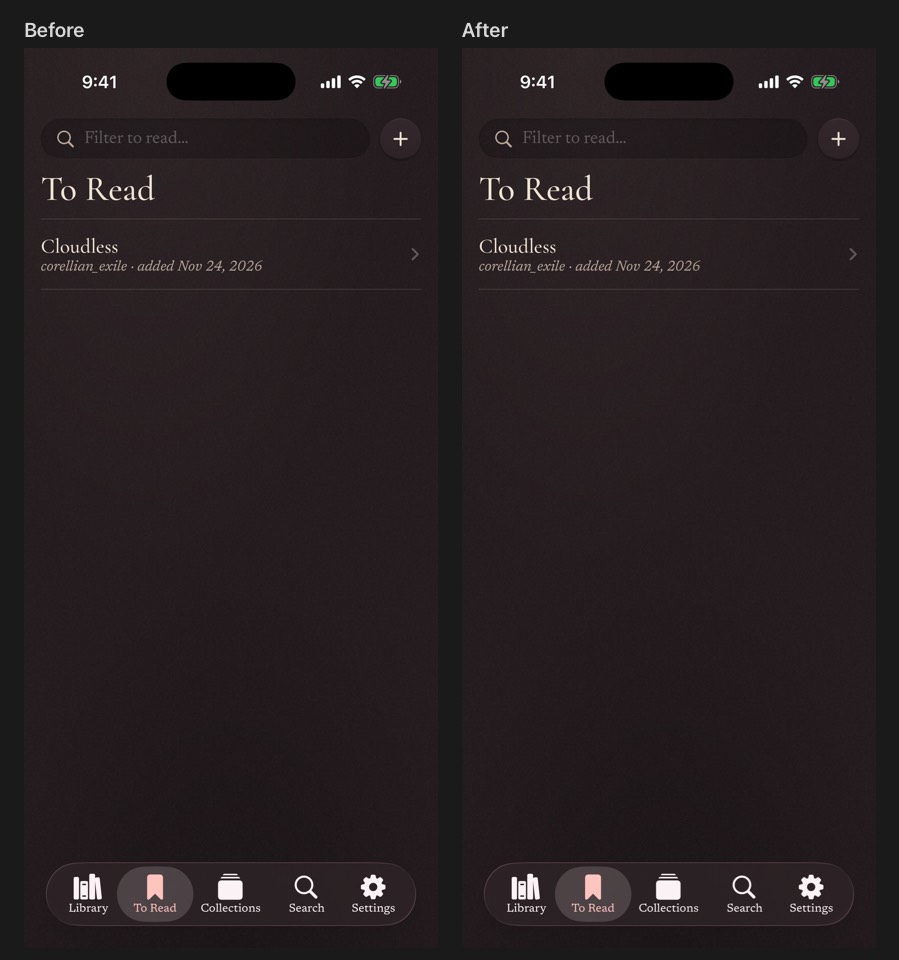 Before
9:41
Filter to read...
To Read
Cloudless
corellian_exile · added Nov 24, 2026
Library
To Read
Collections
Search
Settings
After
9:41
Filter to read...
To Read
Cloudless
corellian_exile · added Nov 24, 2026
Library
To Read
Collections
Search
Settings